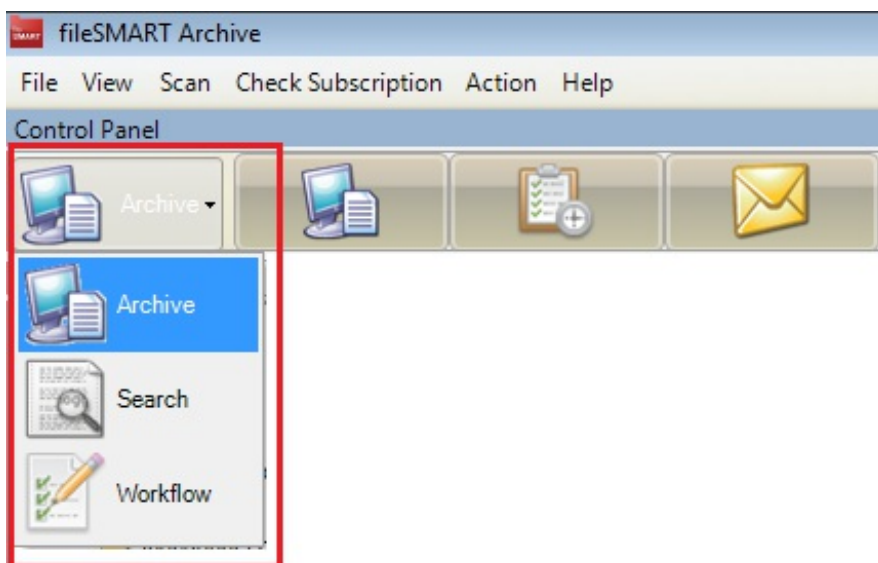 fileSMART Archive
File View Scan Check Subscription Action Help
Control Panel
Archive
Archive
Search
Workflow